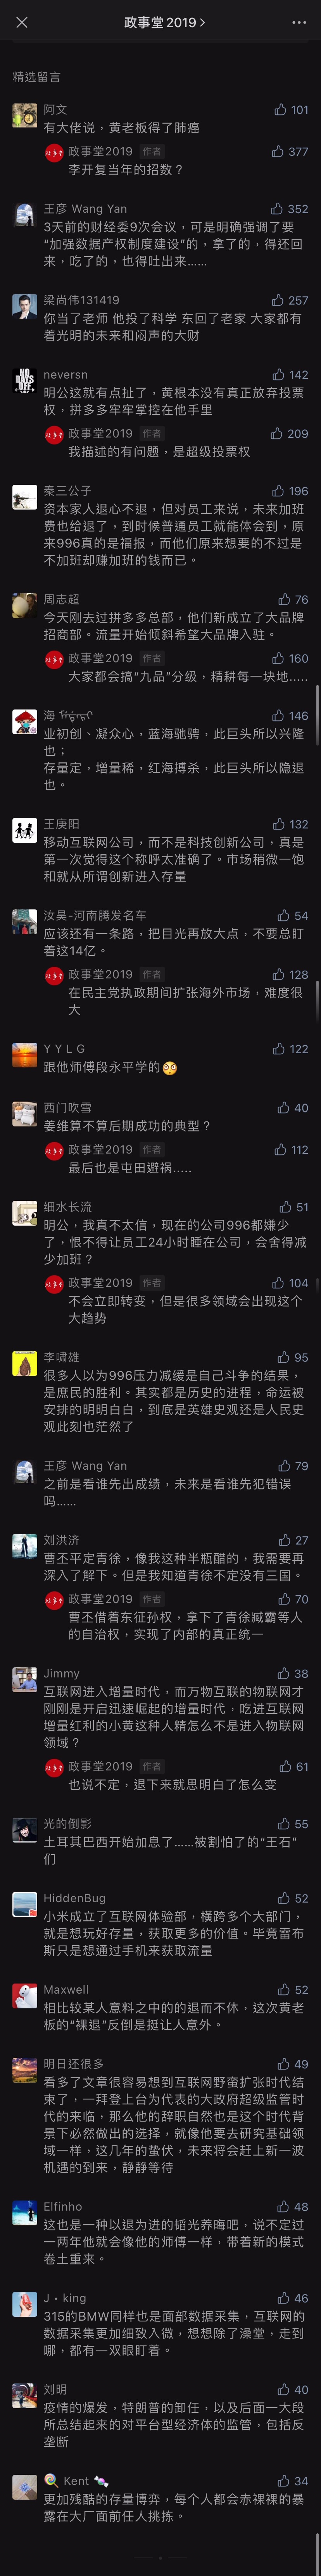 政事堂2019
精选留言
阿文
101
有大佬说，黄老板得了肺癌
政事堂2019 作者
377
李开复当年的招数？
王彦 Wang Yan
352
3天前的财经委9次会议，可是明确强调了要
“加强数据产权制度建设”的，拿了的，得还回
来，吃了的，也得吐出来……
梁尚伟131419
257
你当了老师 他投了科学 东回了老家 大家都有
着光明的未来和闷声的大财
neversn
142
明公这就有点扯了，黄根本没有真正放弃投票
权，拼多多牢牢掌控在他手里
政事堂2019 作者
209
我描述的有问题，是超级投票权
秦三公子
196
资本家人退心不退，但对员工来说，未来加班
费也给退了，到时候普通员工就能体会到，原
来996真的是福报，而他们原来想要的不过是
不加班却赚加班的钱而已。
周志超
76
今天刚去过拼多多总部，他们新成立了大品牌
招商部。流量开始倾斜希望大品牌入驻。
政事堂2019 作者
160
大家都会搞“九品”分级，精耕每一块地.....
海
146
业初创、凝众心，蓝海驰骋，此巨头所以兴隆
也；
存量定，增量稀，红海搏杀，此巨头所以隐退
也。
王庚阳
132
移动互联网公司，而不是科技创新公司，真是
第一次觉得这个称呼太准确了。市场稍微一饱
和就从所谓创新进入存量
汝昊-河南腾发名车
54
应该还有一条路，把目光再放大点，不要总盯
着这14亿。
政事堂2019 作者
128
在民主党执政期间扩张海外市场，难度很
大
Y Y L G
122
跟他师傅段永平学的
西门吹雪
40
姜维算不算后期成功的典型？
政事堂2019 作者
112
最后也是屯田避祸.....
细水长流
51
明公，我真不太信，现在的公司996都嫌少
了，恨不得让员工24小时睡在公司，会舍得减
少加班？
政事堂2019 作者
104
不会立即转变，但是很多领域会出现这个
大趋势
李啸雄
95
很多人以为996压力减缓是自己斗争的结果，
是庶民的胜利。其实都是历史的进程，命运被
安排的明明白白，到底是英雄史观还是人民史
观此刻也茫然了
王彦 Wang Yan
79
之前是看谁先出成绩，未来是看谁先犯错误
吗……
刘洪济
27
曹丕平定青徐，像我这种半瓶醋的，我需要再
深入了解下。但是我知道青徐不定没有三国。
政事堂2019 作者
70
曹丕借着东征孙权，拿下了青徐臧霸等人
的自治权，实现了内部的真正统一
Jimmy
38
互联网进入增量时代，而万物互联的物联网才
刚刚是开启迅速崛起的增量时代，吃进互联网
增量红利的小黄这种人精怎么不是进入物联网
领域？
政事堂2019 作者
61
也说不定，退下来就思明白了怎么变
光的倒影
55
土耳其巴西开始加息了……被割怕了的“王石”
们
HiddenBug
52
小米成立了互联网体验部，横跨多个大部门，
就是想玩好存量，获取更多的价值。毕竟雷布
斯只是想通过手机来获取流量
Maxwell
52
相比较某人意料之中的的退而不休，这次黄老
板的“裸退”反倒是挺让人意外。
明日还很多
49
看多了文章很容易想到互联网野蛮扩张时代结
束了，一拜登上台为代表的大政府超级监管时
代的来临，那么他的辞职自然也是这个时代背
景下必然做出的选择，就像他要去研究基础领
域一样，这几年的蛰伏，未来将会赶上新一波
机遇的到来，静静等待
Elfinho
48
这也是一种以退为进的韬光养晦吧，说不定过
一两年他就会像他的师傅一样，带着新的模式
卷土重来。
J·king
46
315的BMW同样也是面部数据采集，互联网的
数据采集更加细致入微，想想除了澡堂，走到
哪，都有一双眼盯着。
刘明
40
疫情的爆发，特朗普的卸任，以及后面一大段
所总结起来的对平台型经济体的监管，包括反
垄断
Kent
34
更加残酷的存量博弈，每个人都会赤裸裸的暴
露在大厂面前任人挑拣。